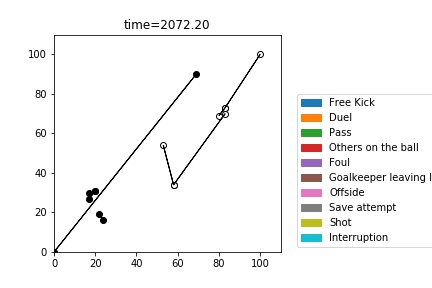 time=2072.20
100
80
60
40
20
0
0 20 40 60 80 100
Free Kick
Duel
Pass
Others on the ball
Foul
Goalkeeper leaving l
Offside
Save attempt
Shot
Interruption